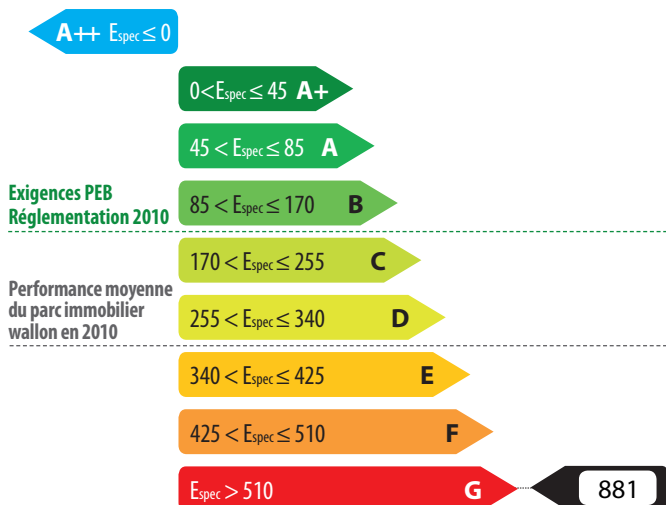 A++ Espec ≤ 0
0<Espec ≤ 45 A+
45 < Espec ≤ 85 A
Exigences PEB
Réglementation 2010
85 < Espec ≤ 170 B
170 < Espec ≤ 255 C
Performance moyenne
du parc immobilier
wallon en 2010
255 < Espec ≤ 340 D
340 < Espec ≤ 425 E
425 < Espec ≤ 510 F
Espec > 510 G
881